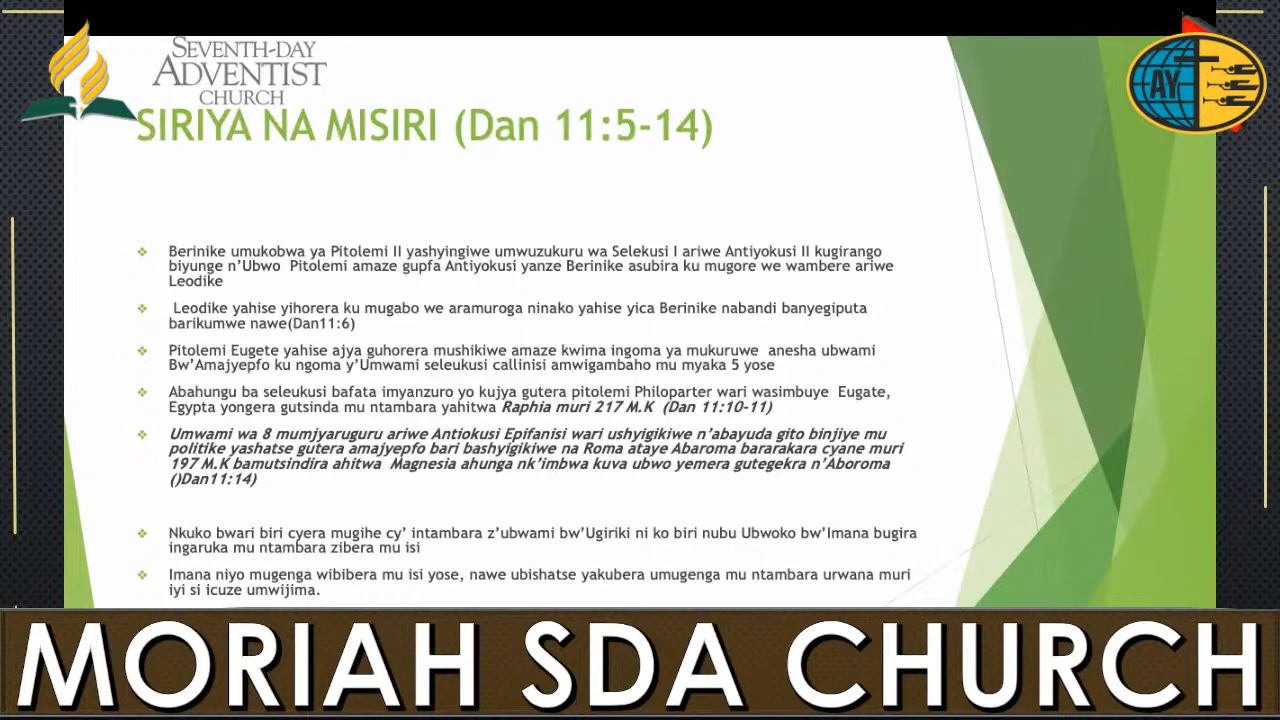 SEVENTH-DAY
ADVENTIST
CHURCH
AY
SIRIYA NA MISIRI (Dan 11:5-14)
Berinike umukobwa ya Pitolemi II yashyingiwe umwuzukuru wa Selekusi I ariwe Antiyokusi II kugirango
biyunge n’Ubwo Pitolemi amaze gupfa Antiyokusi yanze Berinike asubira ku mugore we wambere ariwe
Leodike
Leodike yahise yihorera ku mugabo we aramuroga ninako yahise yica Berinike nabandi banyegiputa
barikumwe nawe(Dan11:6)
Pitolemi Eugete yahise ajya guhorera mushikiwe amaze kwima ingoma ya mukuruwe anesha ubwami
Bw’Amajyepfo ku ngoma y’Umwami seleukusi callinisi amwigambaho mu myaka 5 yose
Abahungu ba seleukusi bafata imyanzuro yo kujya gutera pitolemi Philoparter wari wasimbuye Eugate,
Egypta yongera gutsinda mu ntambara yahitwa Raphia muri 217 M.K (Dan 11:10-11)
Umwami wa 8 mumjyaruguru ariwe Antiokusi Epifanisi wari ushyigikiwe n’abayuda gito binjiye mu
politike yashatse gutera amajyepfo bari bashyigikiwe na Roma ataye Abaroma bararakara cyane muri
197 M.K bamutsindira ahitwa Magnesia ahunga nk’imbwa kuva ubwo yemera gutegekra n’Aboroma
()Dan11:14)
Nkuko bwari biri cyera mugihe cy’ intambara z’ubwami bw’Ugiriki ni ko biri nubu Ubwoko bw’Imana bugira
ingaruka mu ntambara zibera mu isi
Imana niyo mugenga wibibera mu isi yose, nawe ubishatse yakubera umugenga mu ntambara urwana muri
iyi si icuze umwijima.
MORIAH SDA CHURCH